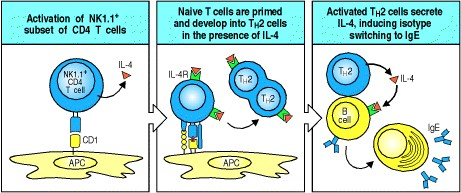 Activation of NK1.1+
subset of CD4 T cells
NK1.1+
CD4
T cell
IL-4
CD1
APC
Naive T cells are primed
and develop into TH2 cells
in the presence of IL-4
IL-4R
TH2
TH2
APC
Activated TH2 cells secrete
IL-4, inducing isotype
switching to IgE
TH2
IL-4
B
cell
IgE